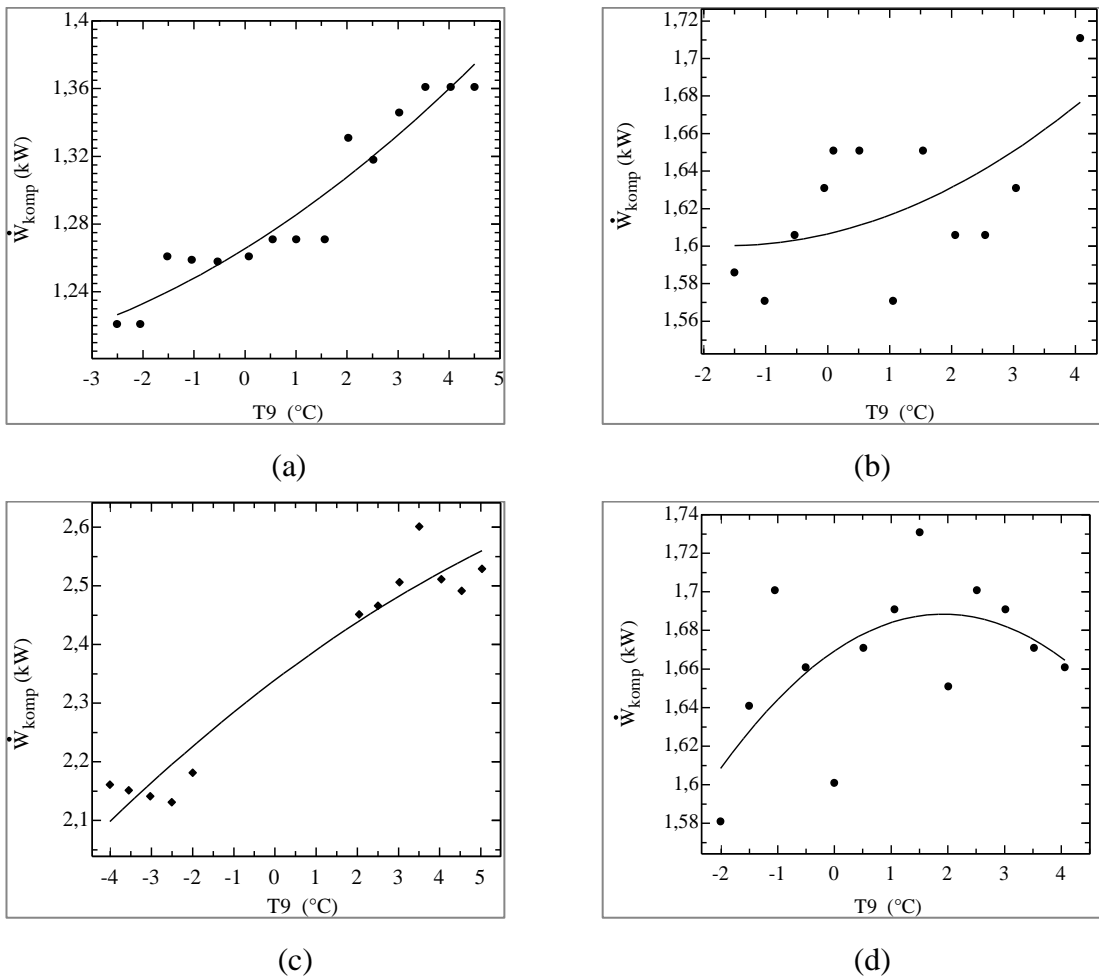 1,4
1,36
1,32
1,28
1,24
Ẇkomp (kW)
-3 -2 -1 0 1 2 3 4 5
T9 (°C)
(a)
1,72
1,7
1,68
1,66
1,64
1,62
1,6
1,58
1,56
Ẇkomp (kW)
-2 -1 0 1 2 3 4
T9 (°C)
(b)
2,6
2,5
2,4
2,3
2,2
2,1
Ẇkomp (kW)
-4 -3 -2 -1 0 1 2 3 4 5
T9 (°C)
(c)
1,74
1,72
1,7
1,68
1,66
1,64
1,62
1,6
1,58
Ẇkomp (kW)
-2 -1 0 1 2 3 4
T9 (°C)
(d)